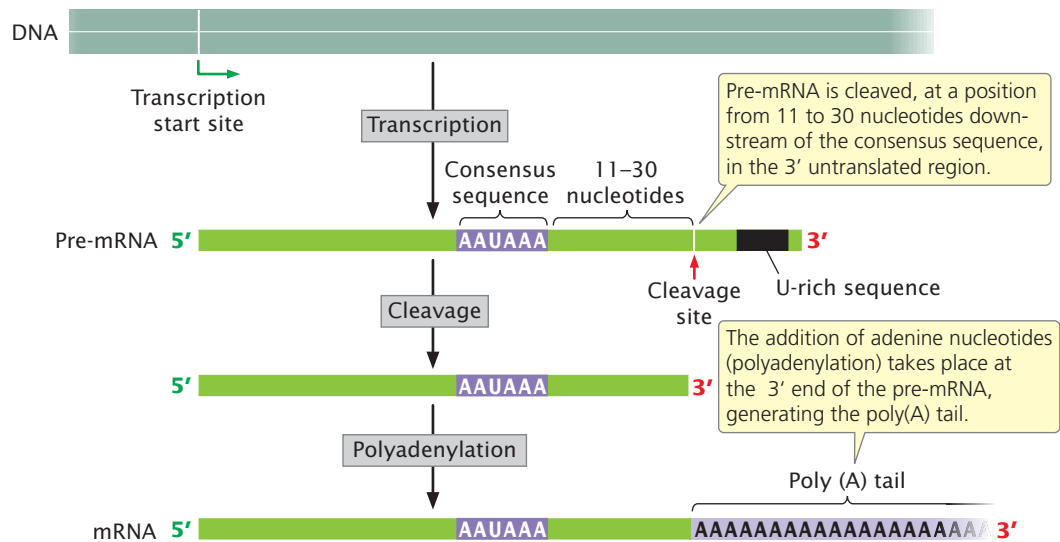 DNA
Transcription
start site
Transcription
Pre-mRNA is cleaved, at a position
from 11 to 30 nucleotides down-
stream of the consensus sequence,
in the 3′ untranslated region.
Consensus
sequence
11–30
nucleotides
Pre-mRNA 5′ AAUAAA 3′
Cleavage
site
U-rich sequence
Cleavage
The addition of adenine nucleotides
(polyadenylation) takes place at
the 3′ end of the pre-mRNA,
generating the poly(A) tail.
5′ AAUAAA 3′
Polyadenylation
Poly (A) tail
mRNA 5′ AAUAAA AAAAAAAAAAAAAAAAAAAA 3′